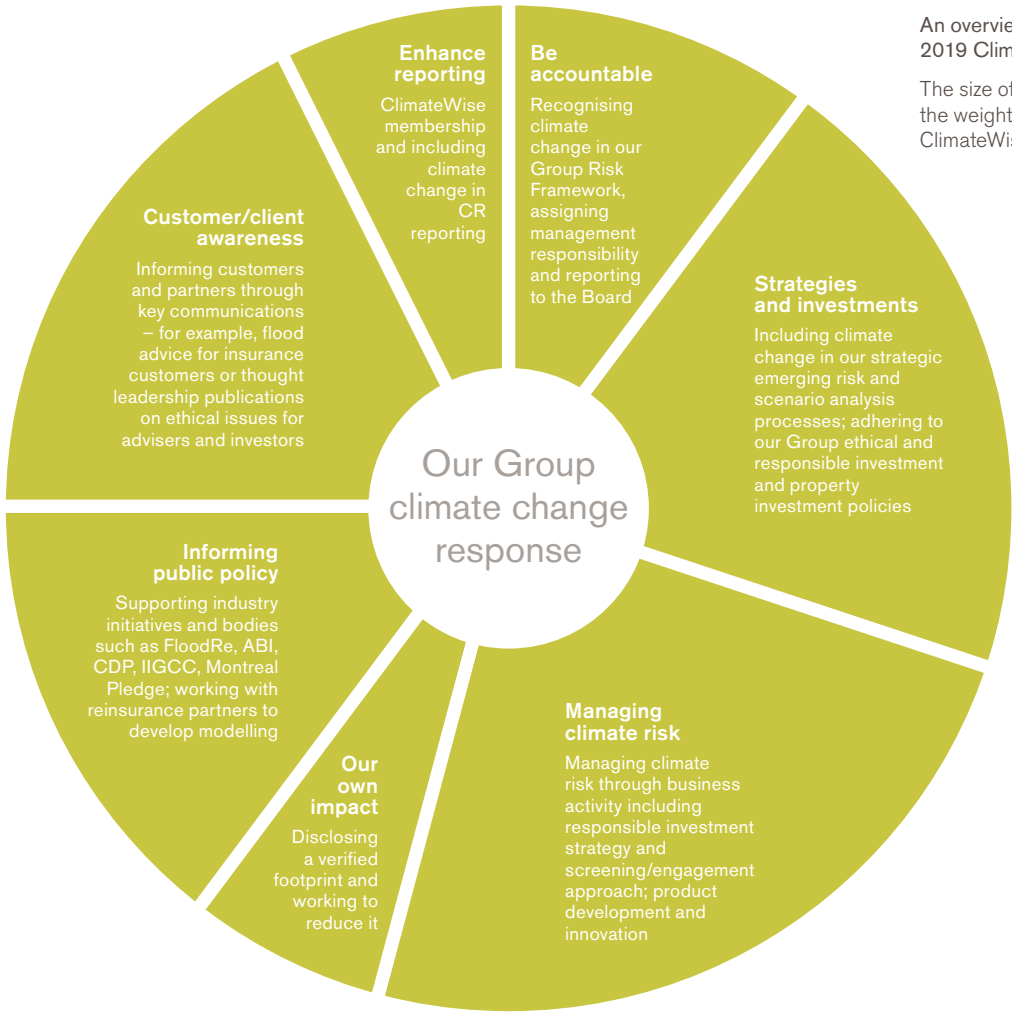 An
2019
The size of
the
Enhance
reporting
ClimateWise
membership
and including
climate
change in
CR
reporting
Be
accountable
Recognising
climate
change in our
Group Risk
Framework,
assigning
management
responsibility
and reporting
to the Board
Strategies
and investments
Including climate
change in our strategic
emerging risk and
scenario analysis
processes; adhering to
our Group ethical and
responsible investment
and property
investment policies
Managing
climate risk
Managing climate
risk through business
activity including
responsible investment
strategy and
screening/engagement
approach; product
development and
innovation
Our
own
impact
Disclosing
a verified
footprint and
working to
reduce it
Informing
public policy
Supporting industry
initiatives and bodies
such as FloodRe, ABI,
CDP, IIGCC, Montreal
Pledge; working with
reinsurance partners to
develop modelling
Customer/client
awareness
Informing customers
and partners through
key communications
– for example, flood
advice for insurance
customers or thought
leadership publications
on ethical issues for
advisers and investors
Our Group
climate change
response